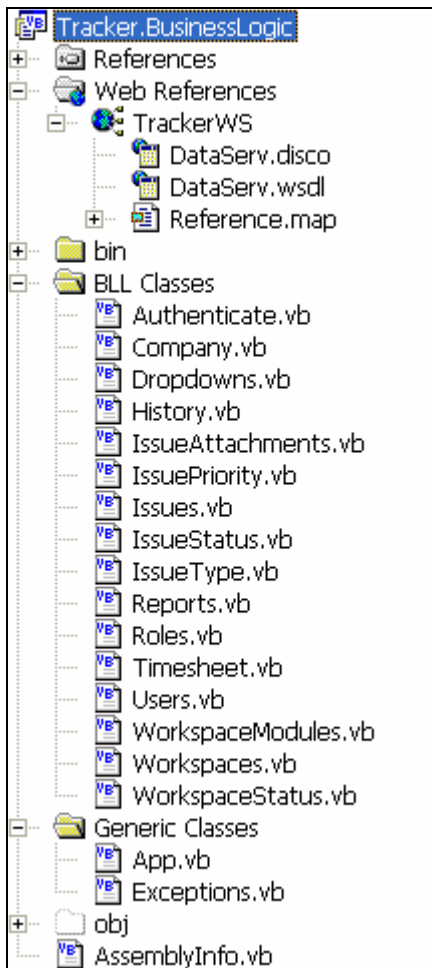 Tracker.BusinessLogic
References
Web References
TrackerWS
DataServ.disco
DataServ.wsdl
Reference.map
bin
BLL Classes
Authenticate.vb
Company.vb
Dropdowns.vb
History.vb
IssueAttachments.vb
IssuePriority.vb
Issues.vb
IssueStatus.vb
IssueType.vb
Reports.vb
Roles.vb
Timesheet.vb
Users.vb
WorkspaceModules.vb
Workspaces.vb
WorkspaceStatus.vb
Generic Classes
App.vb
Exceptions.vb
obj
AssemblyInfo.vb